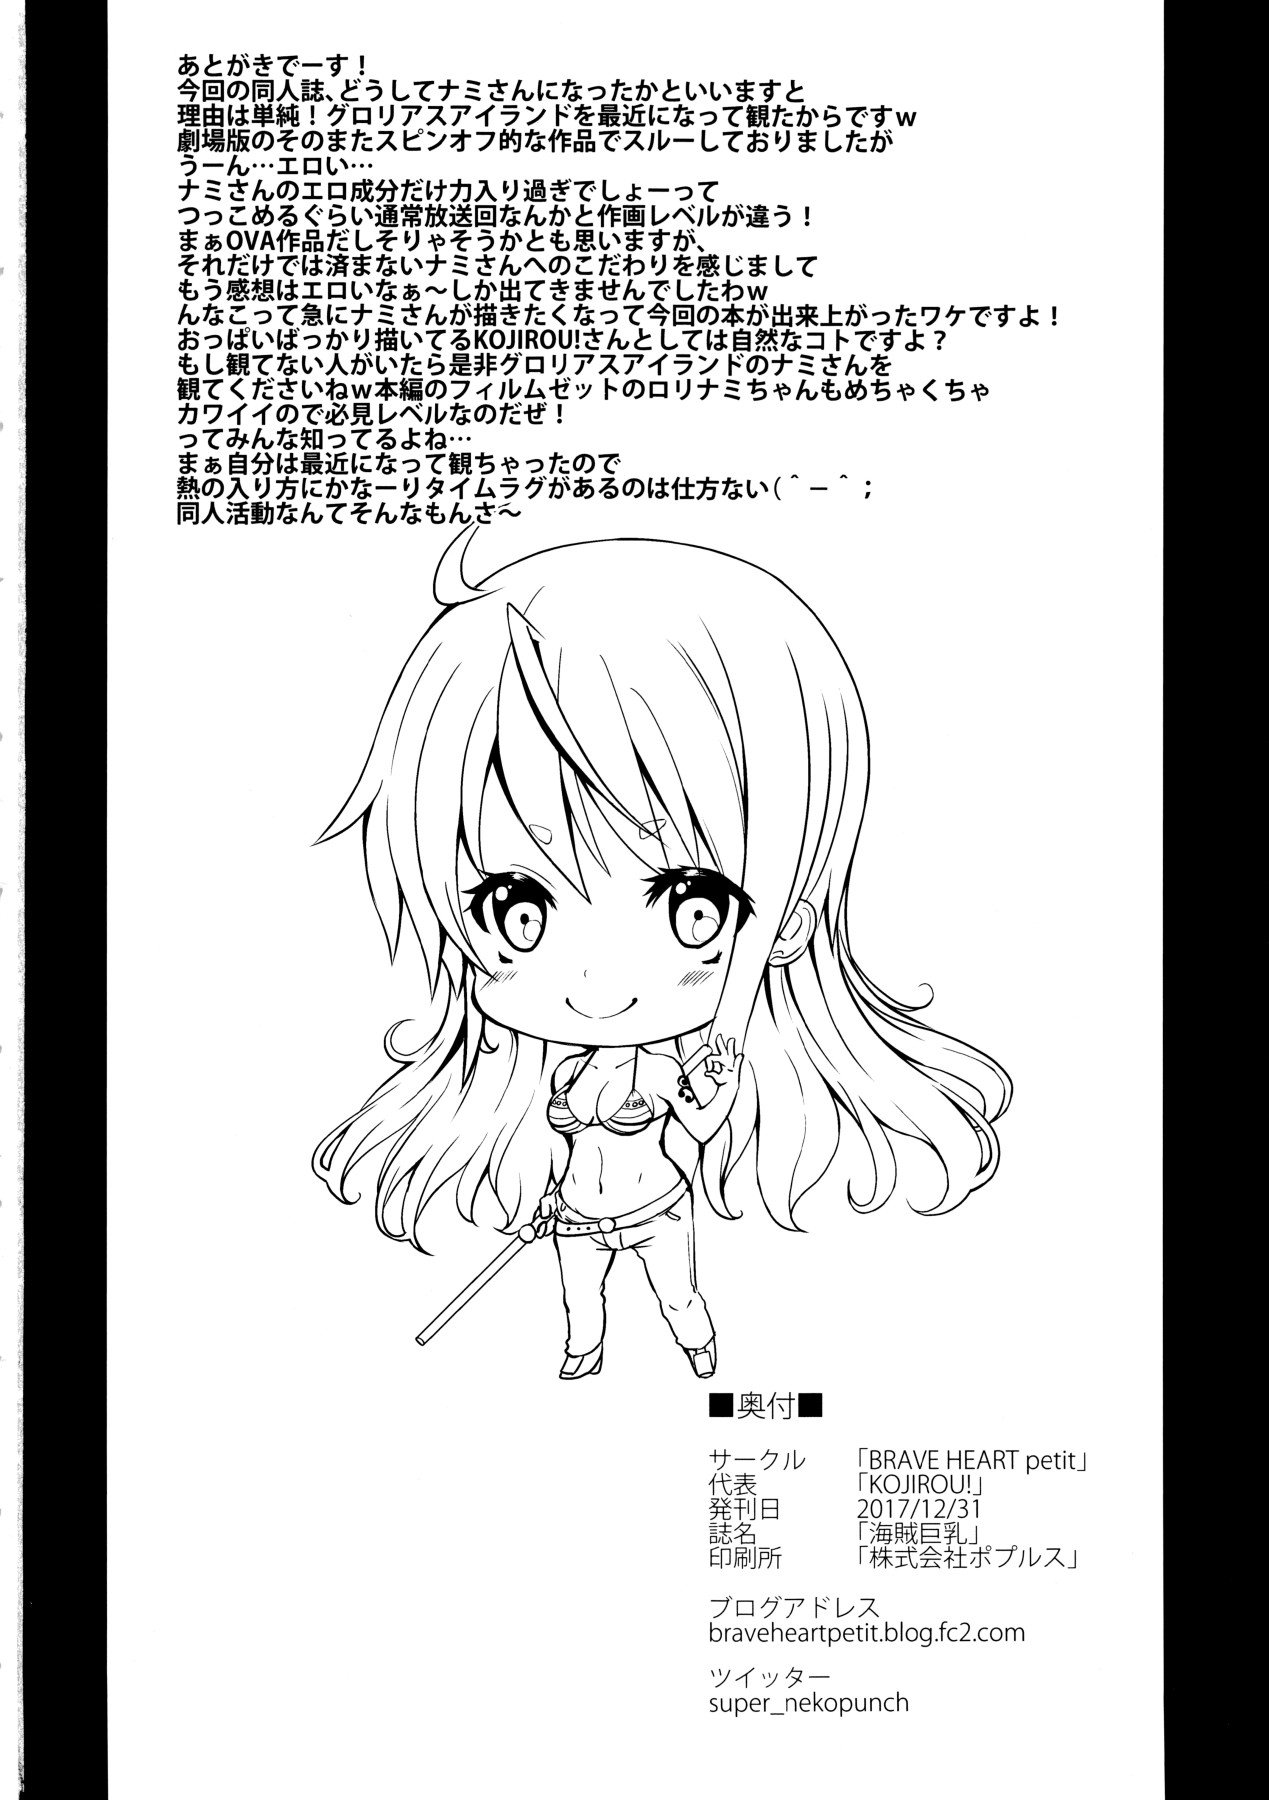 あとがきでーす！
今回の同人誌、どうしてナミさんになったかといいますと
理由は単純！グロリアスアイランドを最近になって観たからですｗ
劇場版のそのまたスピンオフ的な作品でスルーしておりましたが
うーん…エロい…
ナミさんのエロ成分だけ力入り過ぎでしょーって
つっこめるぐらい通常放送回なんかと作画レベルが違う！
まぁOVA作品だしそりゃそうかとも思いますが、
それだけでは済まないナミさんへのこだわりを感じまして
もう感想はエロいなぁ～しか出てきませんでしたわｗ
んなこって急にナミさんが描きたくなって今回の本が出来上がったワケですよ！
おっぱいばっかり描いてるKOJIROU!さんとしては自然なコトですよ？
もし観てない人がいたら是非グロリアスアイランドのナミさんを
観てくださいねｗ本編のフィルムゼットのロリナミちゃんもめちゃくちゃ
カワイイので必見レベルなのだぜ！
ってみんな知ってるよね…
まぁ自分は最近になって観ちゃったので
熱の入り方にかなーりタイムラグがあるのは仕方ない（＾－＾；
同人活動なんてそんなもんさ～
■奥付■
サークル 「BRAVE HEART petit」
代表 「KOJIROU!」
発刊日 2017/12/31
誌名 「海賊巨乳」
印刷所 「株式会社ポプルス」
ブログアドレス
braveheartpetit.blog.fc2.com
ツイッター
super_nekopunch